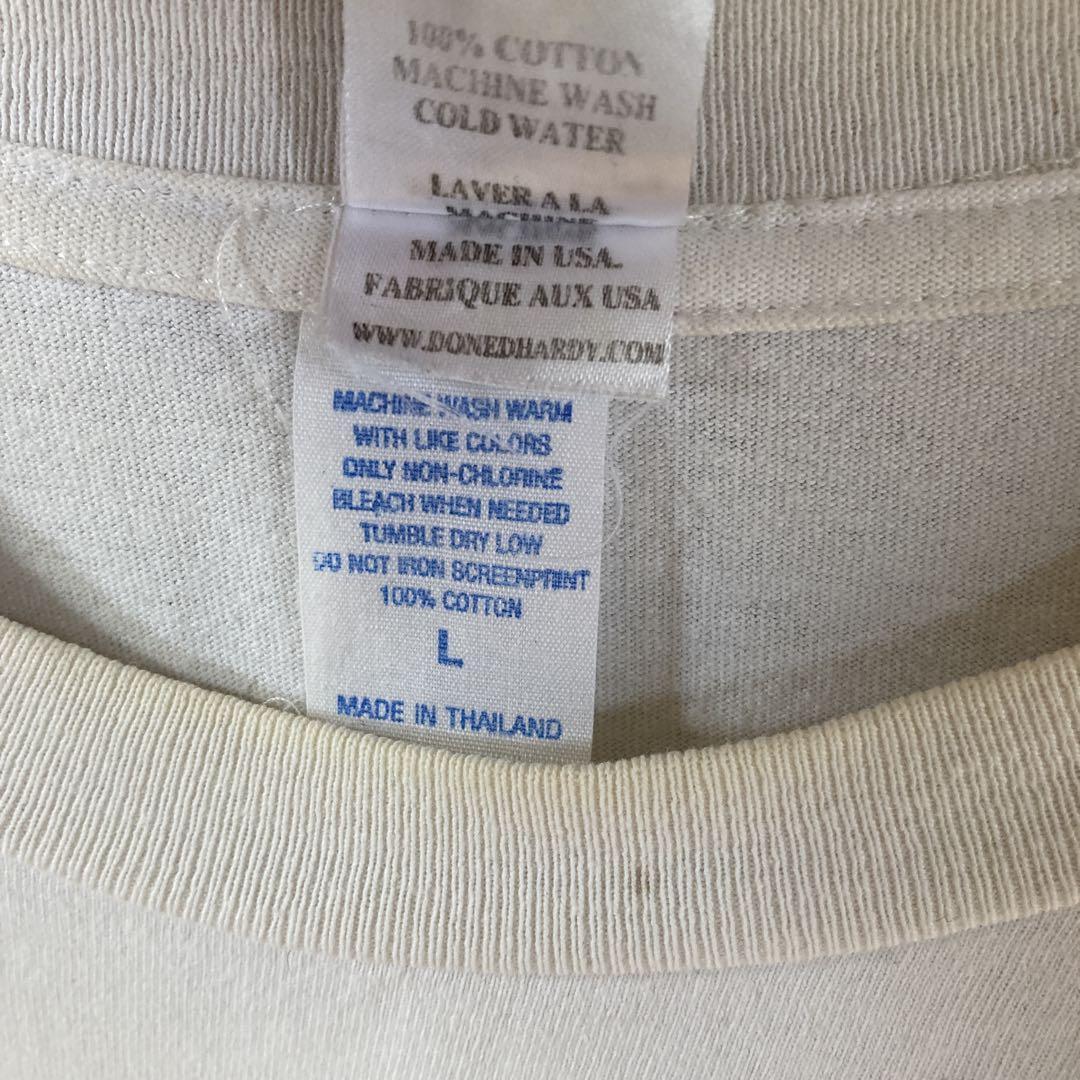 100% COTTON
MACHINE WASH
COLD WATER
LAVER A LA
MACHINE
MADE IN USA.
FABRIQUE AUX USA
WWW.DONEDHARDY.COM
MACHINE WASH WARM
WITH LIKE COLORS
ONLY NON-CHLORINE
BLEACH WHEN NEEDED
TUMBLE DRY LOW
DO NOT IRON SCREENPRINT
100% COTTON
L
MADE IN THAILAND